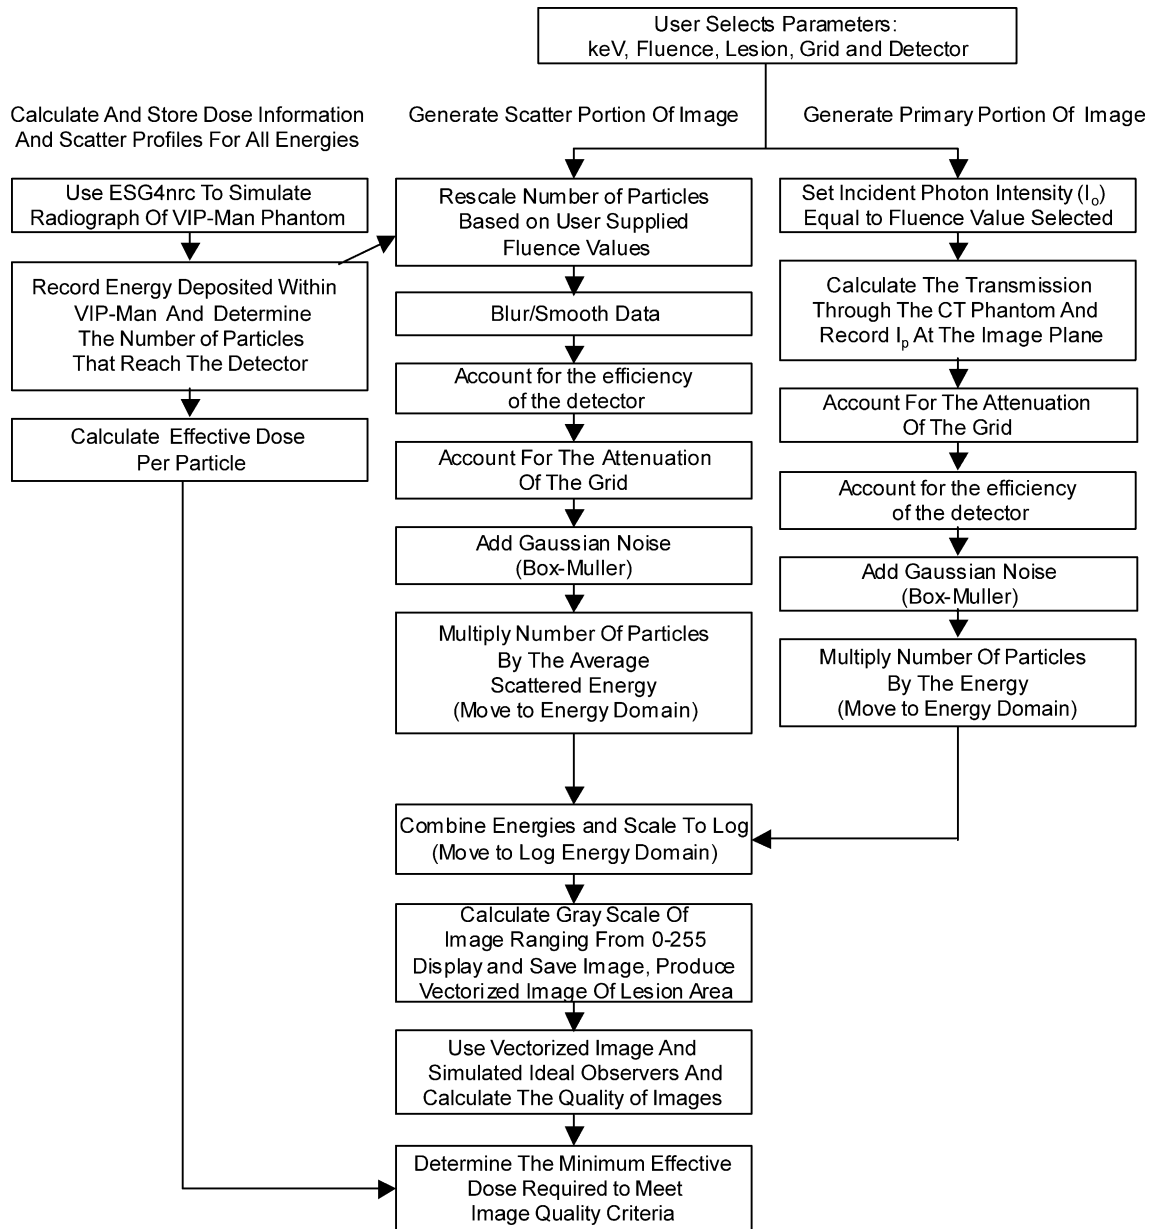 User Selects Parameters:
keV, Fluence, Lesion, Grid and Detector
Calculate And Store Dose Information
And Scatter Profiles For All Energies
Use ESG4nrc To Simulate
Radiograph Of VIP-Man Phantom
Record Energy Deposited Within
VIP-Man And Determine
The Number of Particles
That Reach The Detector
Calculate Effective Dose
Per Particle
Generate Scatter Portion Of Image
Rescale Number of Particles
Based on User Supplied
Fluence Values
Blur/Smooth Data
Account for the efficiency
of the detector
Account For The Attenuation
Of The Grid
Add Gaussian Noise
(Box-Muller)
Multiply Number Of Particles
By The Average
Scattered Energy
(Move to Energy Domain)
Generate Primary Portion Of Image
Set Incident Photon Intensity (Io)
Equal to Fluence Value Selected
Calculate The Transmission
Through The CT Phantom And
Record Ip At The Image Plane
Account For The Attenuation
Of The Grid
Account for the efficiency
of the detector
Add Gaussian Noise
(Box-Muller)
Multiply Number Of Particles
By The Energy
(Move to Energy Domain)
Combine Energies and Scale To Log
(Move to Log Energy Domain)
Calculate Gray Scale Of
Image Ranging From 0-255
Display and Save Image, Produce
Vectorized Image Of Lesion Area
Use Vectorized Image And
Simulated Ideal Observers And
Calculate The Quality of Images
Determine The Minimum Effective
Dose Required to Meet
Image Quality Criteria